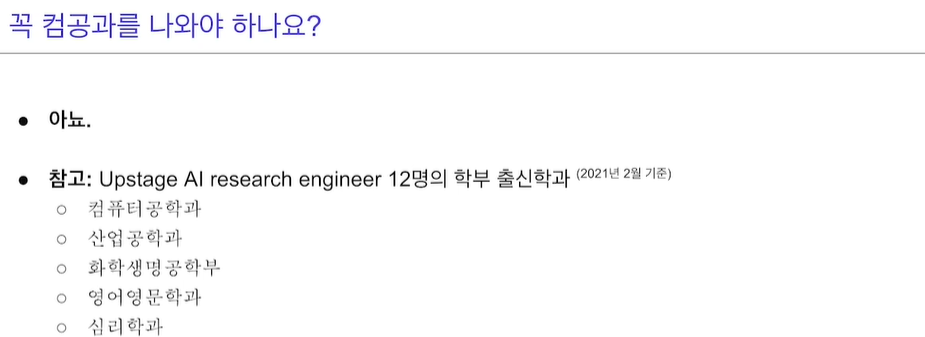 꼭 컴공과를 나와야 하나요?
● 아뇨.
● 참고: Upstage AI research engineer 12명의 학부 출신학과 (2021년 2월 기준)
○ 컴퓨터공학과
○ 산업공학과
○ 화학생명공학부
○ 영어영문학과
○ 심리학과